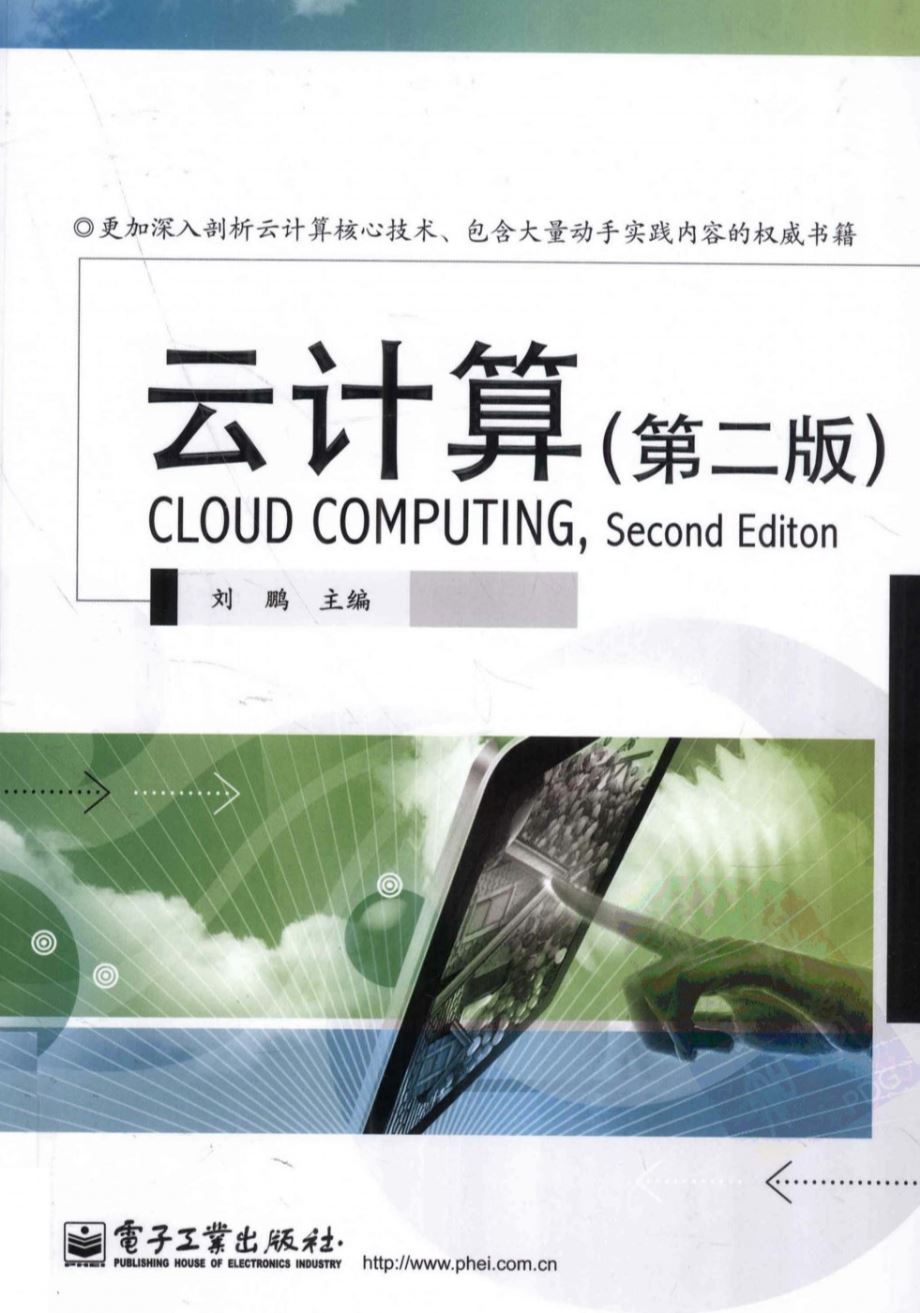 ◎更加深入剖析云计算核心技术、包含大量动手实践内容的权威书籍
云计算(第二版)
CLOUD COMPUTING, Second Editon
刘 鹏 主编
電子工業出版社·
PUBLISHING HOUSE OF ELECTRONICS INDUSTRY
http://www.phei.com.cn
PHEI
PDG